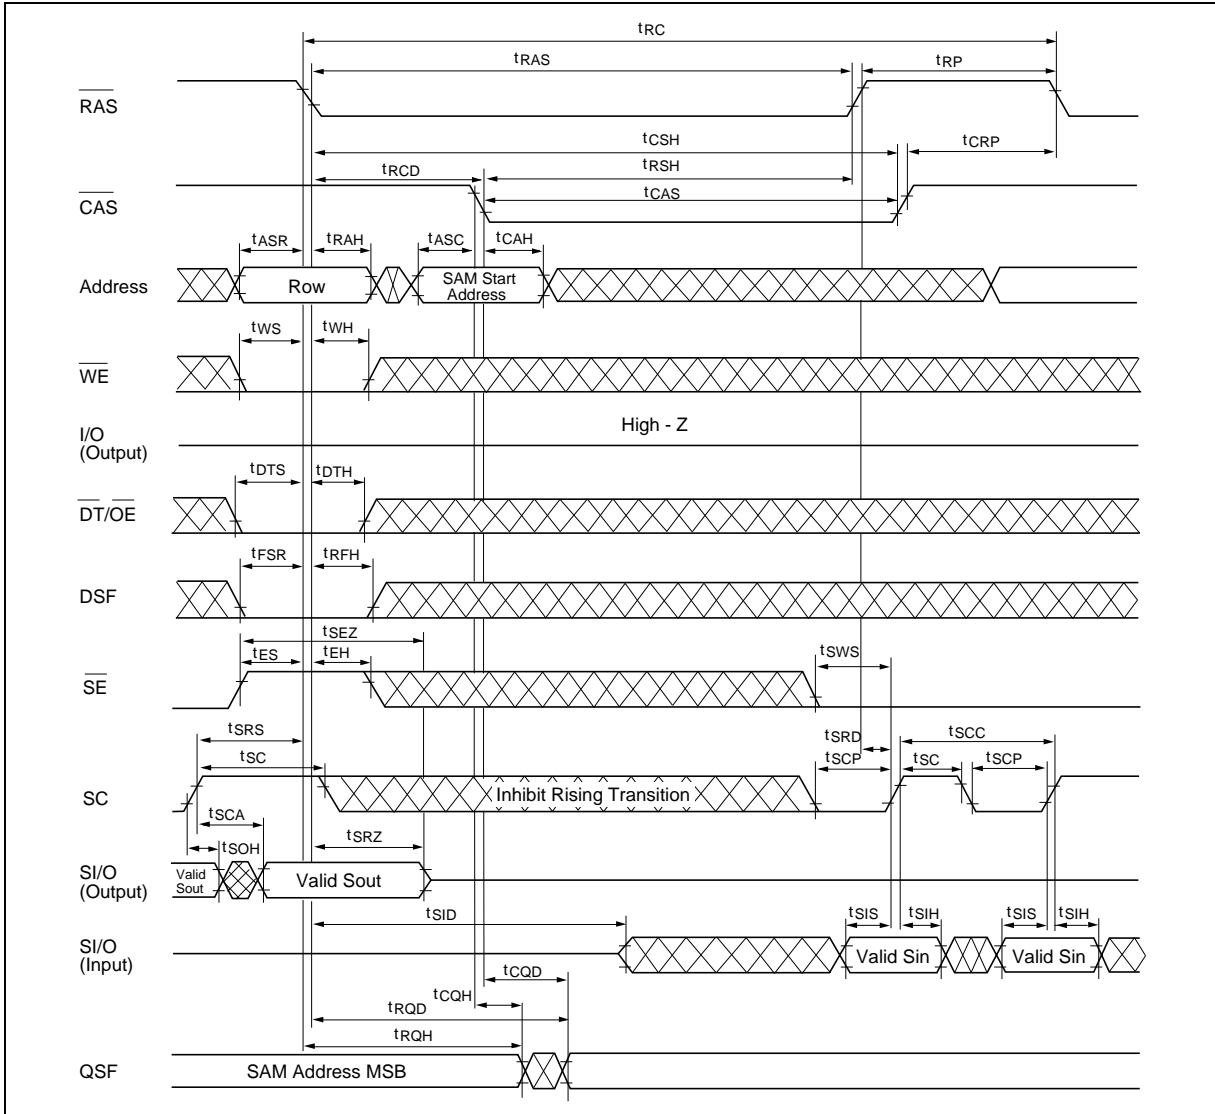 tRC
tRAS
tRP
RAS
tCSH
tCRP
tRCD
tRSH
CAS
tCAS
tASR
tRAH
tASC
tCAH
Address
Row
SAM Start
Address
tWS
tWH
WE
I/O
(Output)
High - Z
tDTS
tDTH
DT/OE
tFSR
tRFH
DSF
tSEZ
tES
tEH
tSWS
SE
tSRS
tSRD
tSCC
tSC
tSCP
tSC
tSCP
SC
Inhibit Rising Transition
tSCA
tSOH
tSRZ
SI/O
(Output)
Valid
Sout
Valid Sout
tSID
tSIS
tSIH
tSIS
tSIH
SI/O
(Input)
Valid Sin
Valid Sin
tCQD
tCQH
tRQD
tRQH
QSF
SAM Address MSB